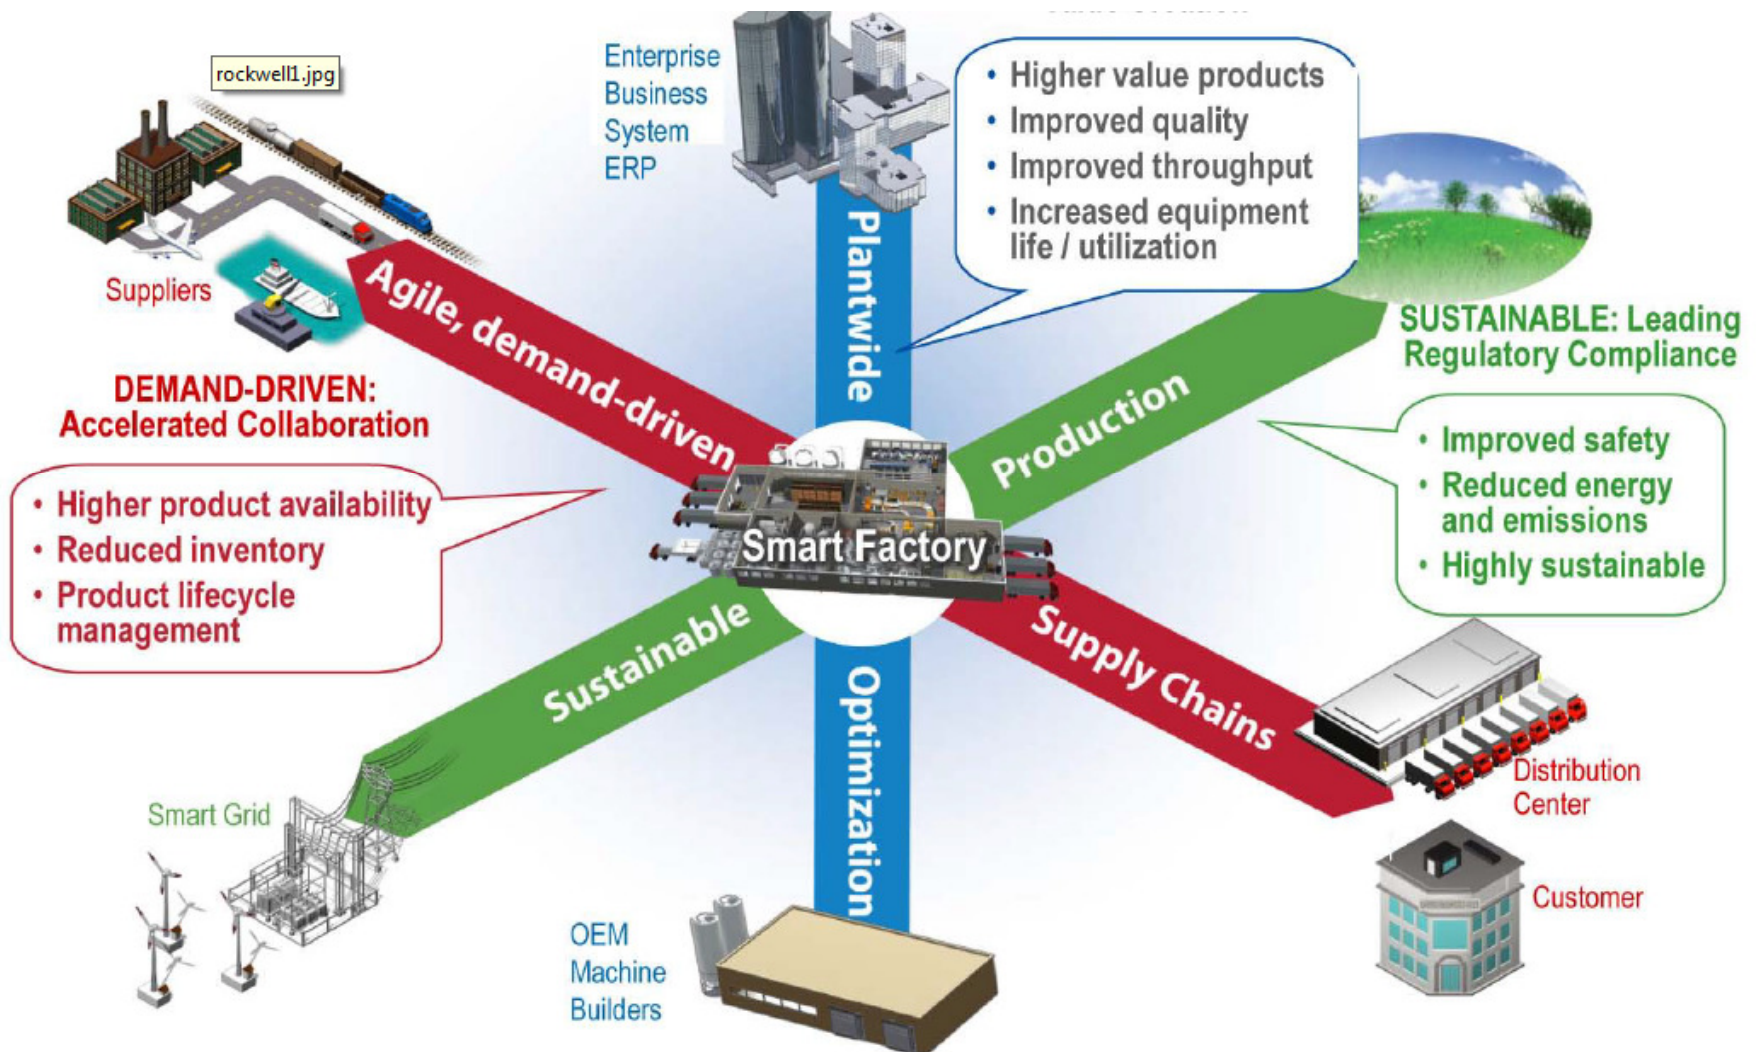 rockwell1.jpg
Enterprise
Business
System
ERP
• Higher value products
• Improved quality
• Improved throughput
• Increased equipment
life / utilization
Suppliers
DEMAND-DRIVEN:
Accelerated Collaboration
• Higher product availability
• Reduced inventory
• Product lifecycle
management
Agile, demand-driven
Supply Chains
Plantwide
Optimization
Sustainable
Production
Smart Factory
SUSTAINABLE: Leading
Regulatory Compliance
• Improved safety
• Reduced energy
and emissions
• Highly sustainable
Smart Grid
OEM
Machine
Builders
Distribution
Center
Customer